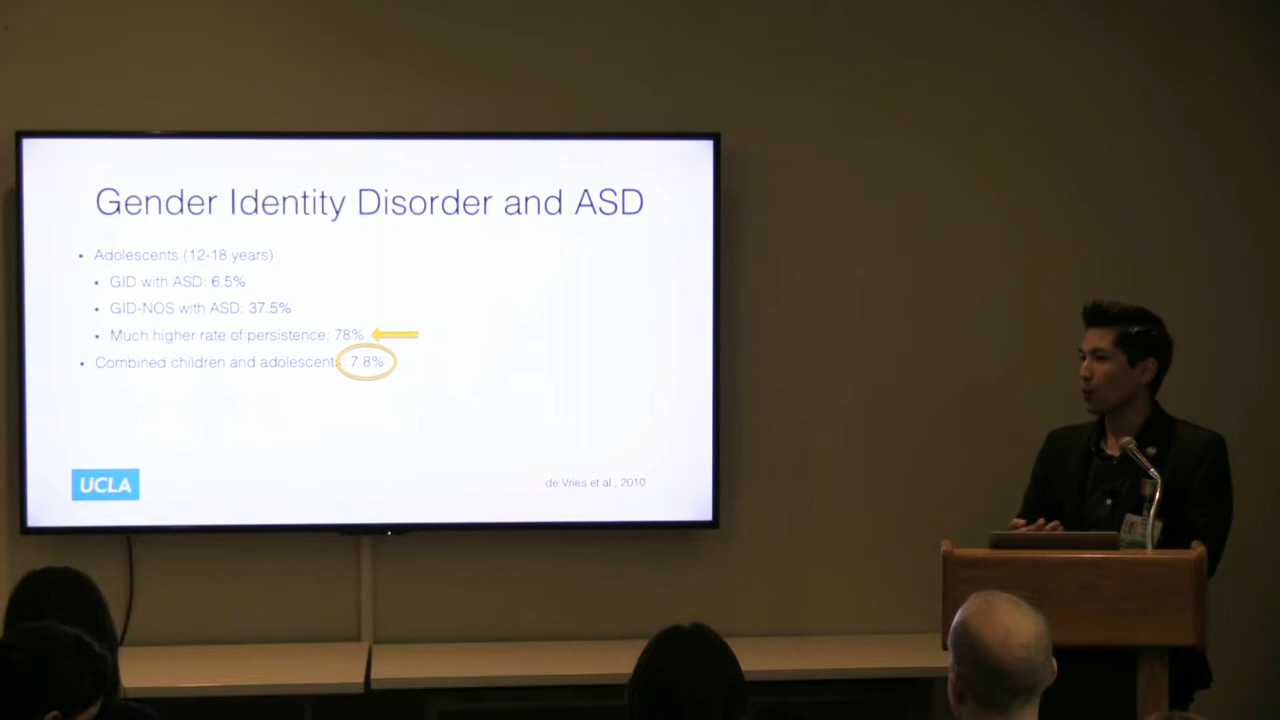 Gender Identity Disorder and ASD
• Adolescents (12-18 years)
• GID with ASD: 6.5%
• GID-NOS with ASD: 37.5%
• Much higher rate of persistence: 78%
• Combined children and adolescents: 7.8%
UCLA
de Vries et al., 2010